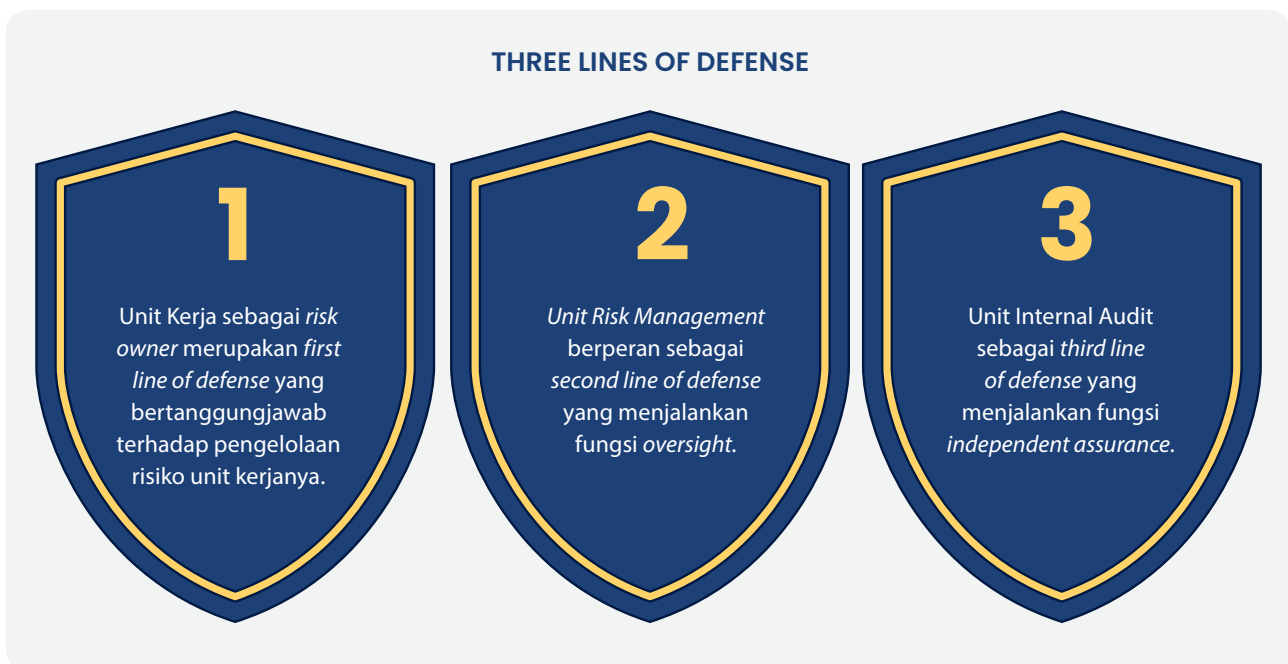 THREE LINES OF DEFENSE
1
Unit Kerja sebagai risk
owner merupakan first
line of defense yang
bertanggungjawab
terhadap pengelolaan
risiko unit kerjanya.
2
Unit Risk Management
berperan sebagai
second line of defense
yang menjalankan
fungsi oversight.
3
Unit Internal Audit
sebagai third line
of defense yang
menjalankan fungsi
independent assurance.